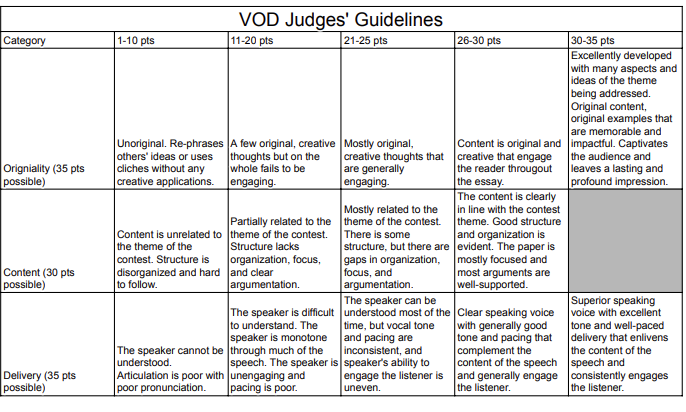 VOD Judges' Guidelines
Category
1-10 pts
11-20 pts
21-25 pts
26-30 pts
30-35 pts
Origniality (35 pts
possible)
Unoriginal. Re-phrases
others' ideas or uses
cliches without any
creative applications.
A few original, creative
thoughts but on the
whole fails to be
engaging.
Mostly original,
creative thoughts that
are generally
engaging.
Content is original and
creative that engage
the reader througout
the essay.
Excellently developed
with many aspects and
ideas of the theme
being addressed.
Original content,
original examples that
are memorable and
impactful. Captivates
the audience and
leaves a lasting and
profound impression.
Content (30 pts
possible)
Content is unrelated to
the theme of the
contest. Structure is
disorganized and hard
to follow.
Partially related to the
theme of the contest.
Structure lacks
organization, focus,
and clear
argumentation.
Mostly related to the
theme of the contest.
There is some
structure, but there are
gaps in organization,
focus, and
argumentation.
The content is clearly
in line with the contest
theme. Good structure
and organization is
evident. The paper is
mostly focused and
most arguments are
well-supported.
Delivery (35 pts
possible)
The speaker cannot be
understood.
Articulation is poor with
poor pronunciation.
The speaker is difficult
to understand. The
speaker is monotone
through much of the
speech. The speaker is
unengaging and
pacing is poor.
The speaker can be
understood most of the
time, but vocal tone
and pacing are
inconsistent, and
speaker's ability to
engage the listener is
uneven.
Clear speaking voice
with generally good
tone and pacing that
complement the
content of the speech
and generally engage
the listener.
Superior speaking
voice with excellent
tone and well-paced
delivery that enlivens
the content of the
speech and
consistently engages
the listener.